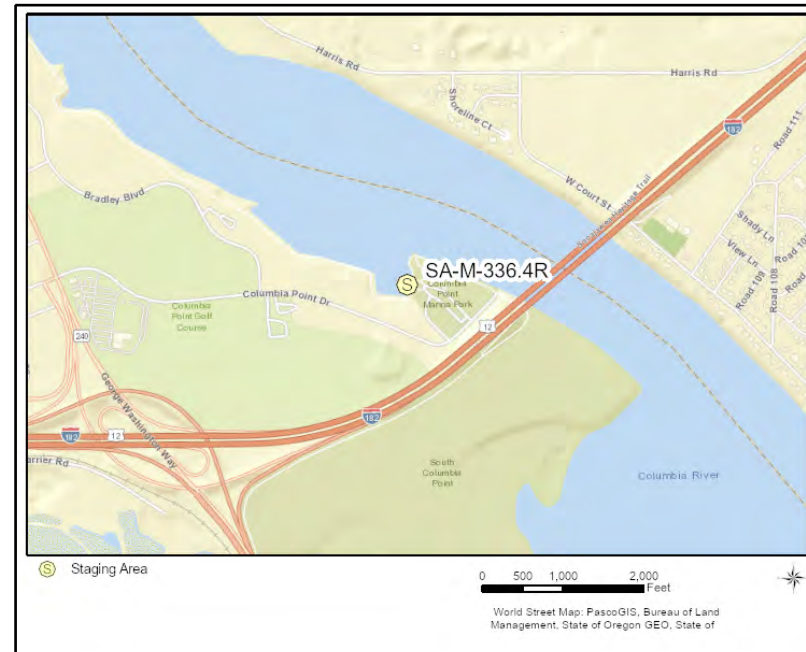 Harris Rd
Harris Rd
Shoreline Ct
182
Road 111
Bradley Blvd
W Court St
Shady Ln
View Ln
Road 109
Road 108
SA-M-336.4R
Columbia
Point
Marina Park
Columbia Point Dr
Columbia
Point Golf
Course
12
240
George Washington Way
182
182
12
South
Columbia
Point
Columbia River
S
S Staging Area
0 500 1,000 2,000
Feet
World Street Map: PascoGIS, Bureau of Land
Management, State of Oregon GEO, State of